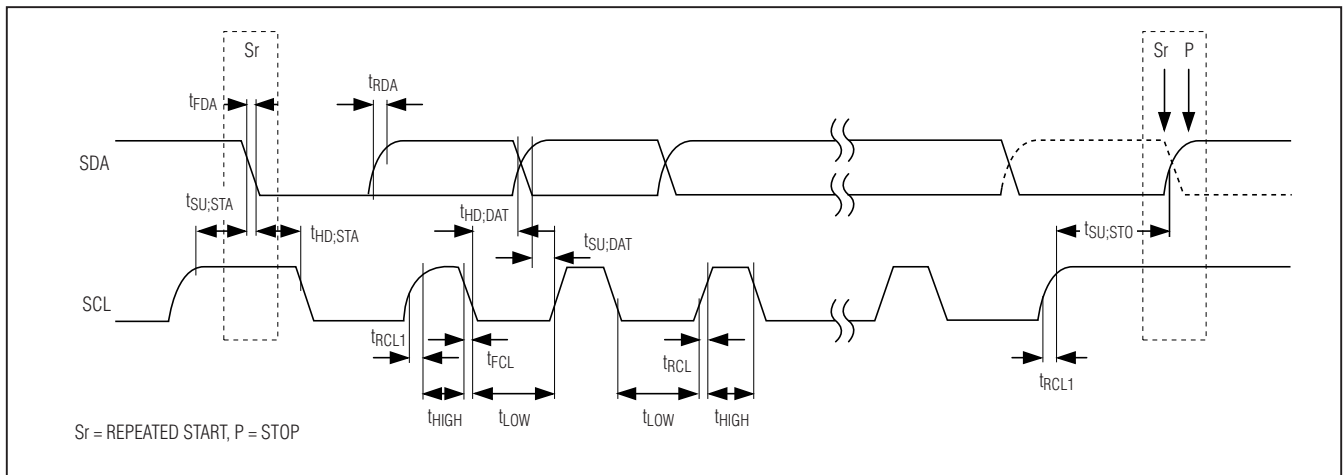 Sr
Sr P
tRDA
tFDA
SDA
tSU;STA
tHD;STA
tHD;DAT
tSU;DAT
tSU;STO
SCL
tRCL1
tFCL
tRCL
tRCL1
tHIGH
tLOW
tLOW
tHIGH
Sr = REPEATED START, P = STOP